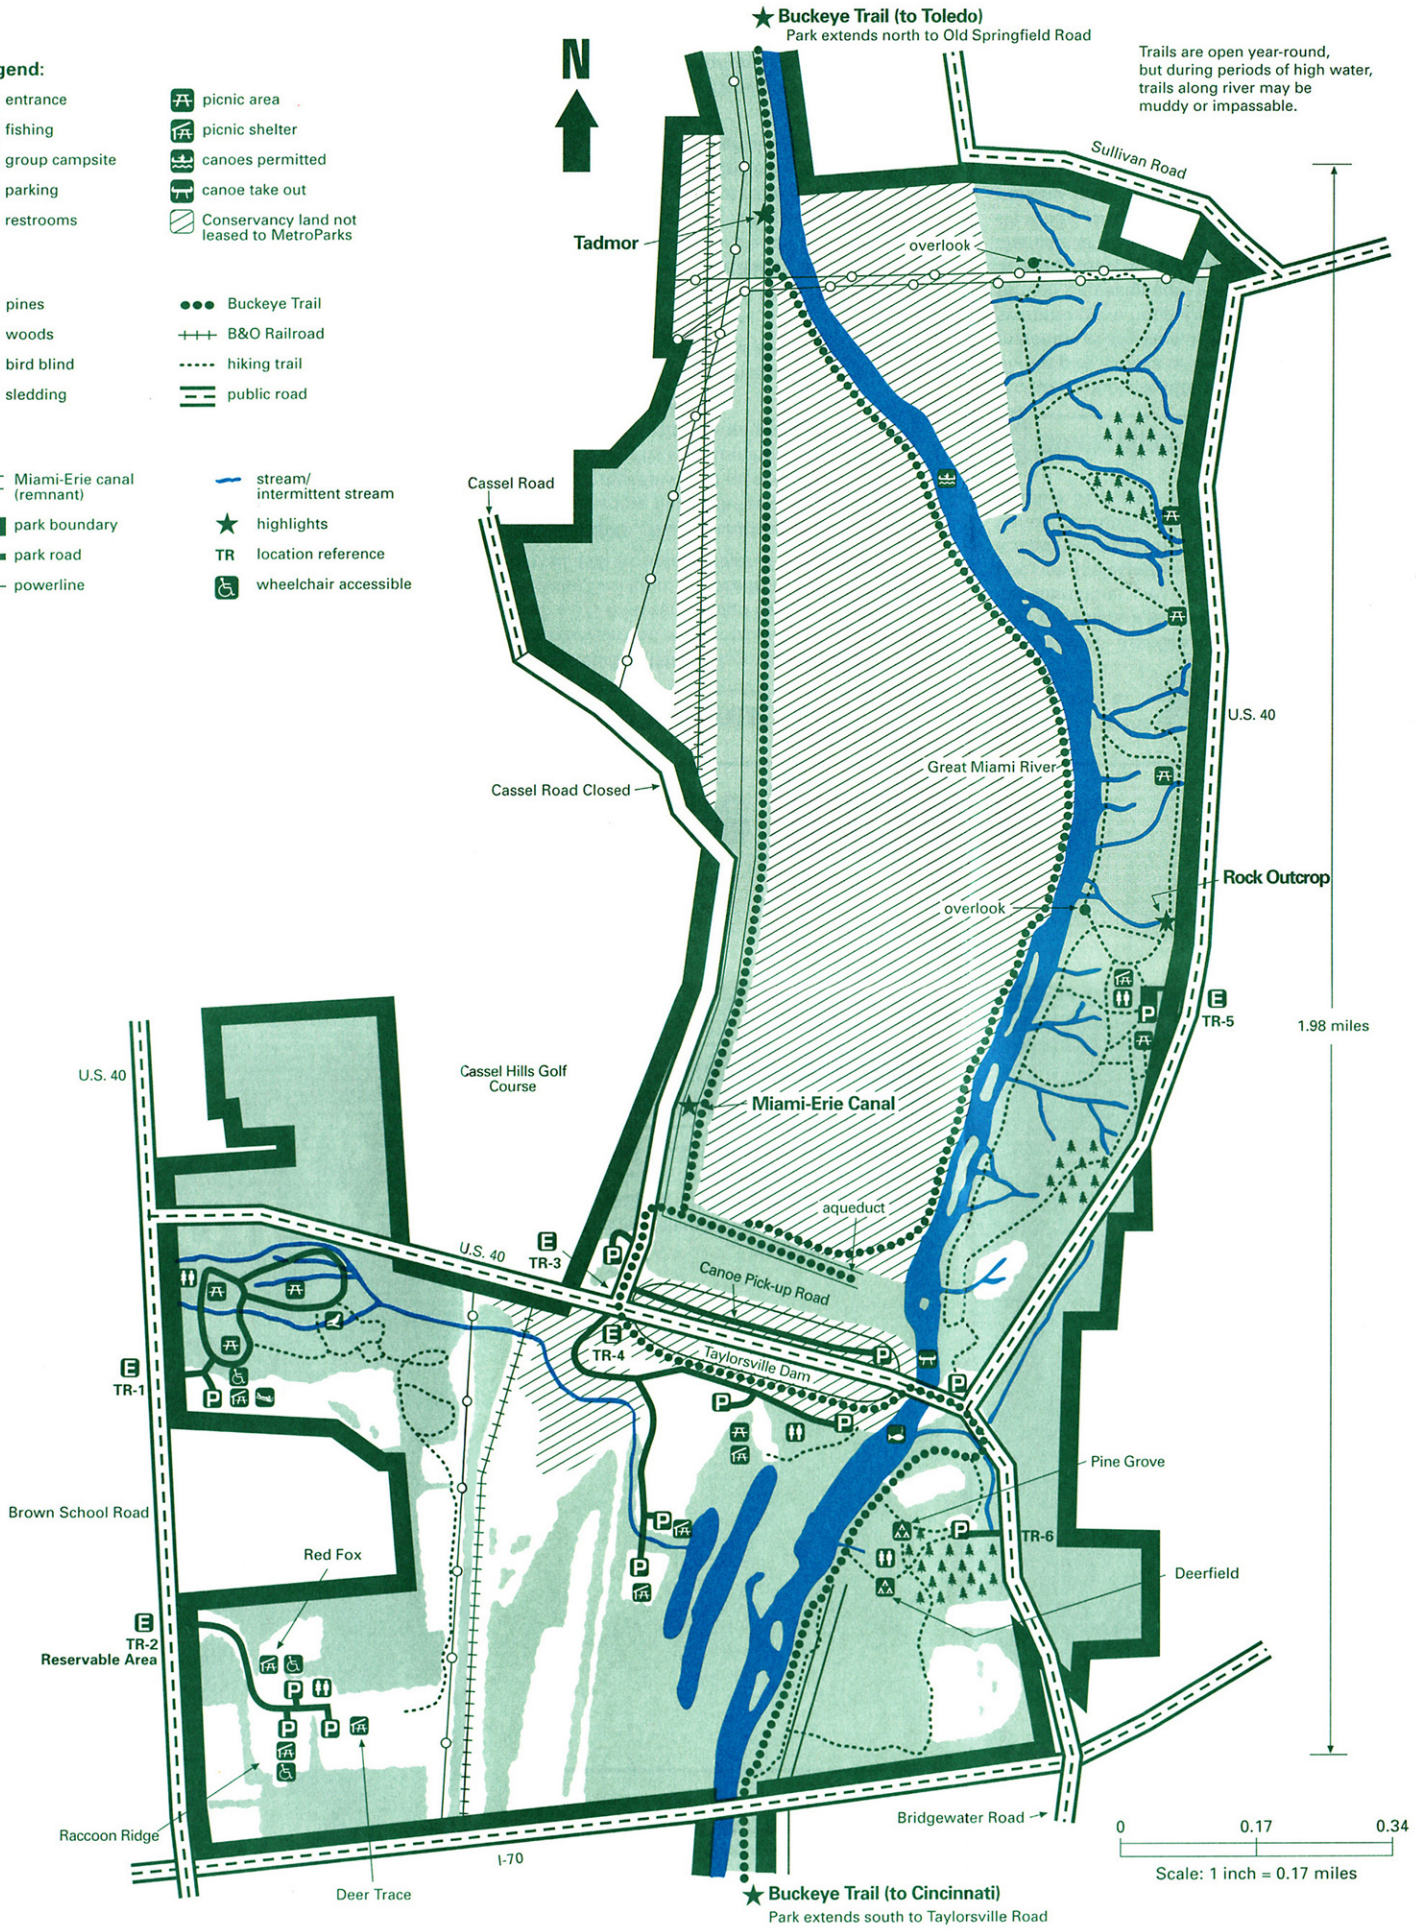 Buckeye Trail (to Toledo)
Park extends north to Old Springfield Road
N
Trails are open year-round,
but during periods of high water,
trails along river may be
muddy or impassable.
gend:
entrance
fishing
group campsite
parking
restrooms
picnic area
picnic shelter
canoes permitted
canoe take out
Conservancy land not
leased to MetroParks
pines
woods
bird blind
sledding
Buckeye Trail
B&O Railroad
hiking trail
public road
Miami-Erie canal
(remnant)
park boundary
park road
powerline
stream/
intermittent stream
highlights
TR location reference
wheelchair accessible
Sullivan Road
Tadmor
overlook
Cassel Road
U.S. 40
Great Miami River
Cassel Road Closed
Rock Outcrop
overlook
E
TR-5
P
1.98 miles
U.S. 40
Cassel Hills Golf
Course
Miami-Erie Canal
aqueduct
U.S. 40
E
TR-3
P
Canoe Pick-up Road
E
TR-4
Taylorsville Dam
P
P
E
TR-1
P
P
P
Pine Grove
Brown School Road
P
P
TR-6
Red Fox
P
Deerfield
E
TR-2
Reservable Area
P
P
P
Raccoon Ridge
Deer Trace
I-70
Bridgewater Road
0 0.17 0.34
Scale: 1 inch = 0.17 miles
Buckeye Trail (to Cincinnati)
Park extends south to Taylorsville Road